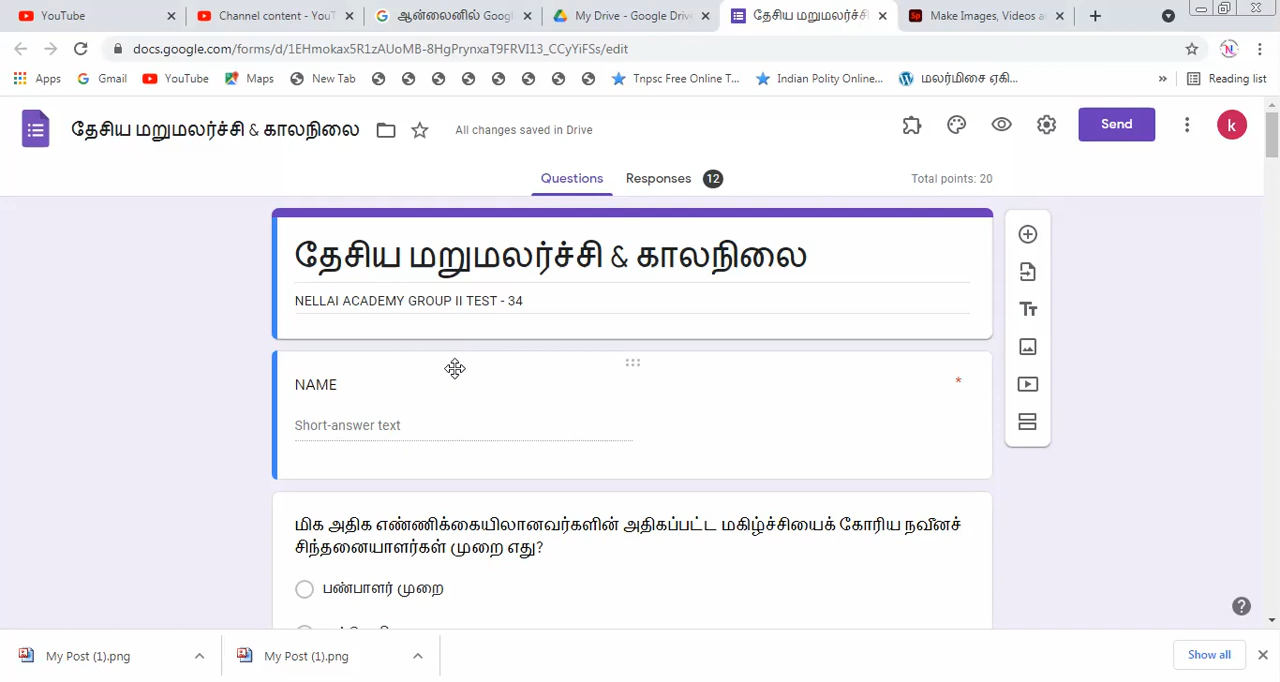 YouTube
Channel content - YouT
ஆன்லைனில் Goog
My Drive - Google Driv
தேசிய மறுமலர்ச்சி
Make Images, Videos a
docs.google.com/forms/d/1EHmokax5R1zAUoMB-8HgPrynxaT9FRVI13_CCyYiFSs/edit
Apps
Gmail
YouTube
Maps
New Tab
Tnpsc Free Online T...
Indian Polity Online...
மலர்மிசை ஏகி...
»
Reading list
தேசிய மறுமலர்ச்சி & காலநிலை
All changes saved in Drive
Send
k
Questions
Responses 12
Total points: 20
தேசிய மறுமலர்ச்சி & காலநிலை
NELLAI ACADEMY GROUP II TEST - 34
NAME
*
Short-answer text
மிக அதிக எண்ணிக்கையிலானவர்களின் அதிகப்பட்ட மகிழ்ச்சியைக் கோரிய நவீனச்
சிந்தனையாளர்கள் முறை எது?
பண்பாளர் முறை
My Post (1).png
My Post (1).png
Show all